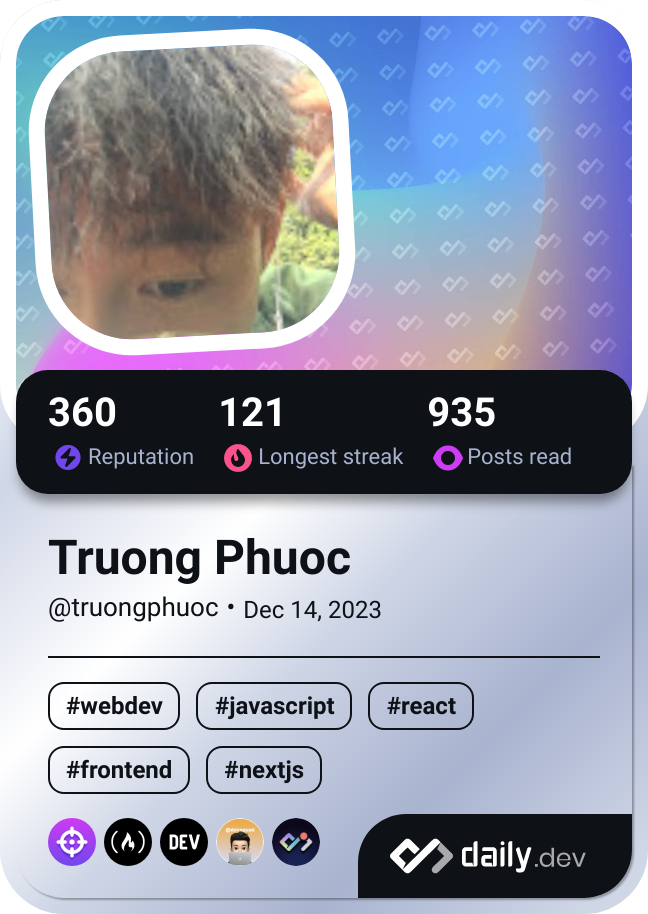 360 121 935
Reputation Longest streak Posts read
Truong Phuoc
@truongphuoc • Dec 14, 2023
#webdev #javascript #react
#frontend #nextjs
DEV
daily.dev